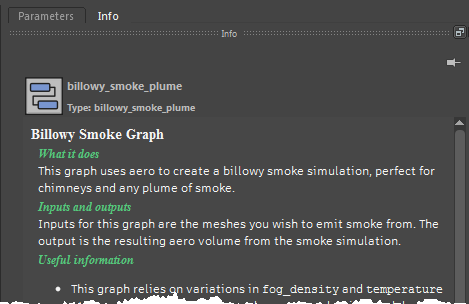 Parameters Info
Info
billowy_smoke_plume
Type: billowy_smoke_plume
Billowy Smoke Graph
What it does
This graph uses aero to create a billowy smoke simulation, perfect for
chimneys and any plume of smoke.
Inputs and outputs
Inputs for this graph are the meshes you wish to emit smoke from. The
output is the resulting aero volume from the smoke simulation.
Useful information
• This graph relies on variations in fog_density and temperature